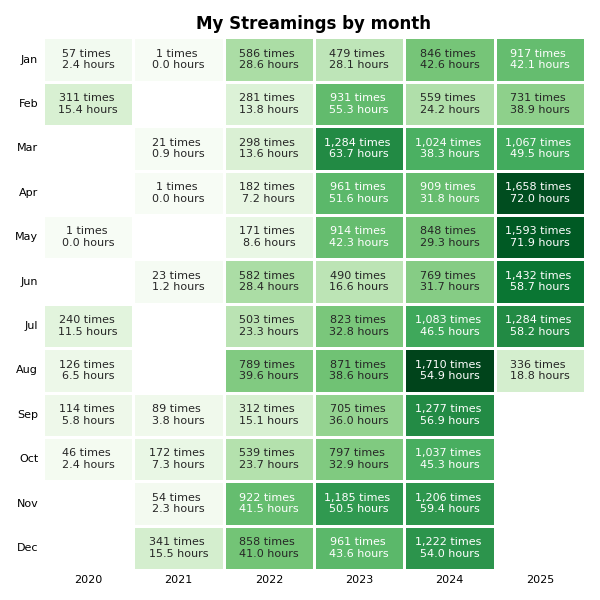 My Streamings by month
Jan
57 times 1 times 586 times 479 times 846 times 917 times
2.4 hours 0.0 hours 28.6 hours 28.1 hours 42.6 hours 42.1 hours
Feb
311 times 281 times 931 times 559 times 731 times
15.4 hours 13.8 hours 55.3 hours 24.2 hours 38.9 hours
Mar
21 times 298 times 1,284 times 1,024 times 1,067 times
0.9 hours 13.6 hours 63.7 hours 38.3 hours 49.5 hours
Apr
1 times 182 times 961 times 909 times 1,658 times
0.0 hours 7.2 hours 51.6 hours 31.8 hours 72.0 hours
May
1 times 171 times 914 times 848 times 1,593 times
0.0 hours 8.6 hours 42.3 hours 29.3 hours 71.9 hours
Jun
23 times 582 times 490 times 769 times 1,432 times
1.2 hours 28.4 hours 16.6 hours 31.7 hours 58.7 hours
Jul
240 times 503 times 823 times 1,083 times 1,284 times
11.5 hours 23.3 hours 32.8 hours 46.5 hours 58.2 hours
Aug
126 times 789 times 871 times 1,710 times 336 times
6.5 hours 39.6 hours 38.6 hours 54.9 hours 18.8 hours
Sep
114 times 89 times 312 times 705 times 1,277 times
5.8 hours 3.8 hours 15.1 hours 36.0 hours 56.9 hours
Oct
46 times 172 times 539 times 797 times 1,037 times
2.4 hours 7.3 hours 23.7 hours 32.9 hours 45.3 hours
Nov
54 times 922 times 1,185 times 1,206 times
2.3 hours 41.5 hours 50.5 hours 59.4 hours
Dec
341 times 858 times 961 times 1,222 times
15.5 hours 41.0 hours 43.6 hours 54.0 hours
2020 2021 2022 2023 2024 2025